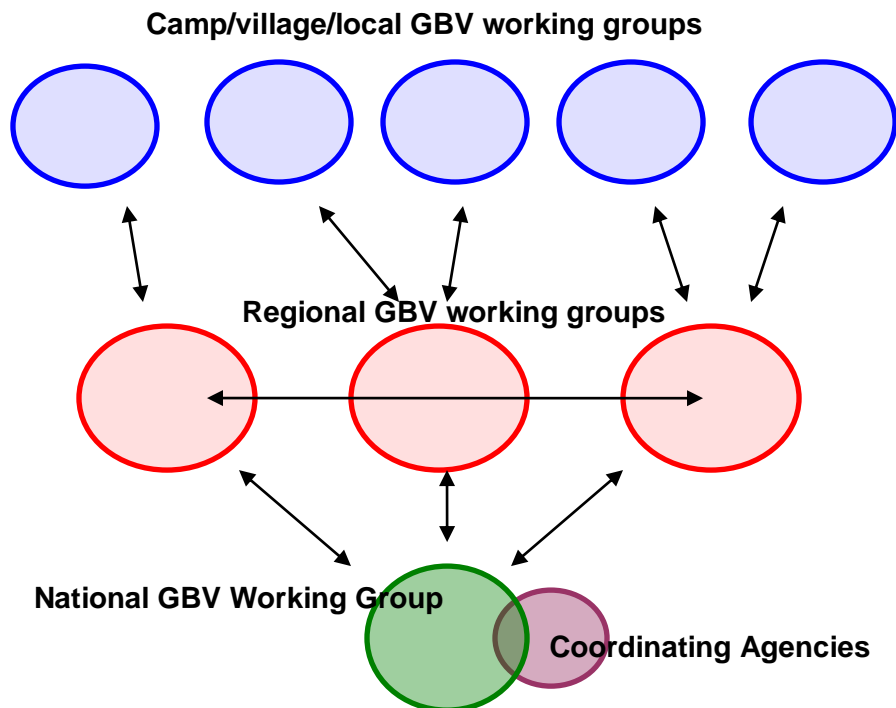 Camp/village/local GBV working groups
Regional GBV working groups
National GBV Working Group
Coordinating Agencies